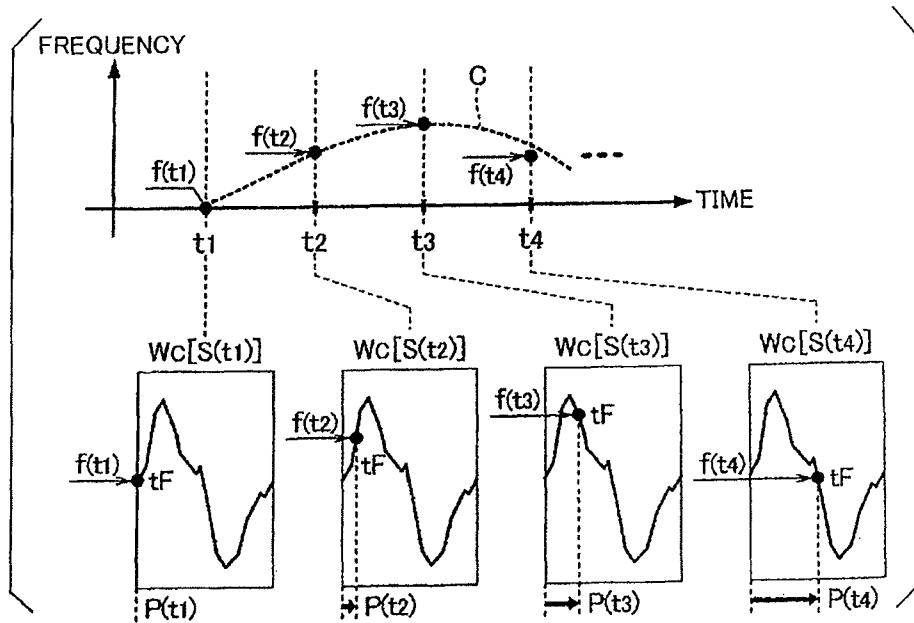 FREQUENCY
C
f(t3)
f(t2)
f(t4)
f(t1)
TIME
t1 t2 t3 t4
Wc[S(t1)] Wc[S(t2)] Wc[S(t3)] Wc[S(t4)]
f(t3) tF
f(t2) tF
f(t1) tF
f(t4) tF
P(t1) P(t2) P(t3) P(t4)